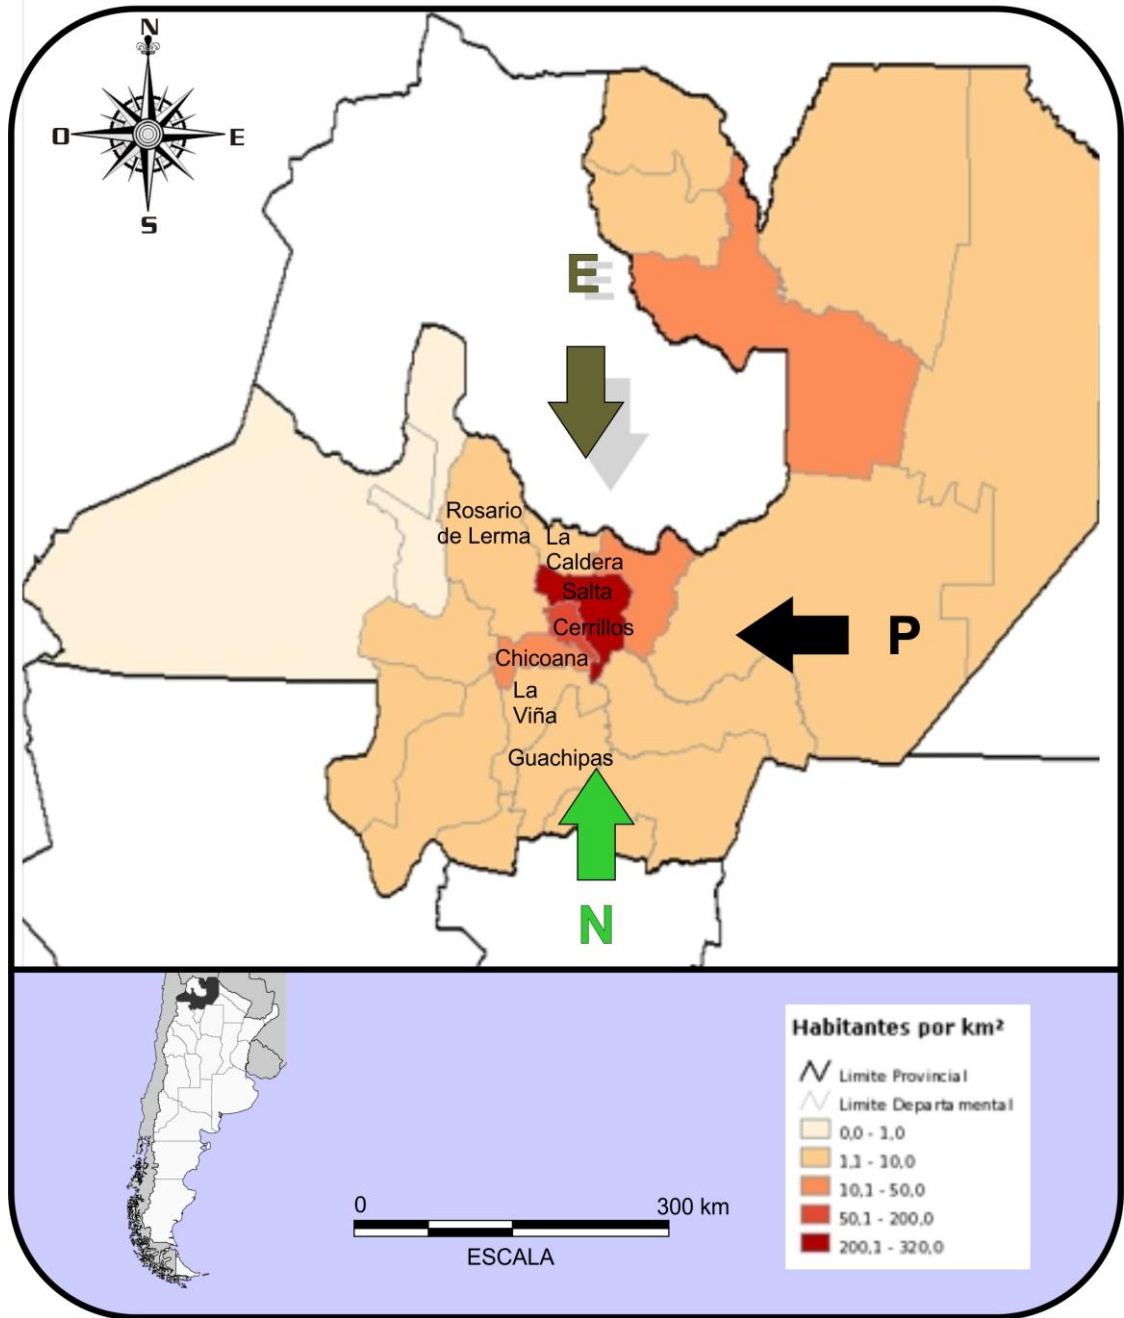 N
O
E
S
E
Rosario
de Lerma
La
Caldera
Salta
Cerrillos
P
Chicoana
La
Viña
Guachipas
N
Habitantes por km²
Limite Provincial
Limite Departamental
0,0 - 1,0
1,1 - 10,0
10,1 - 50,0
50,1 - 200,0
200,1 - 320,0
0
300 km
ESCALA